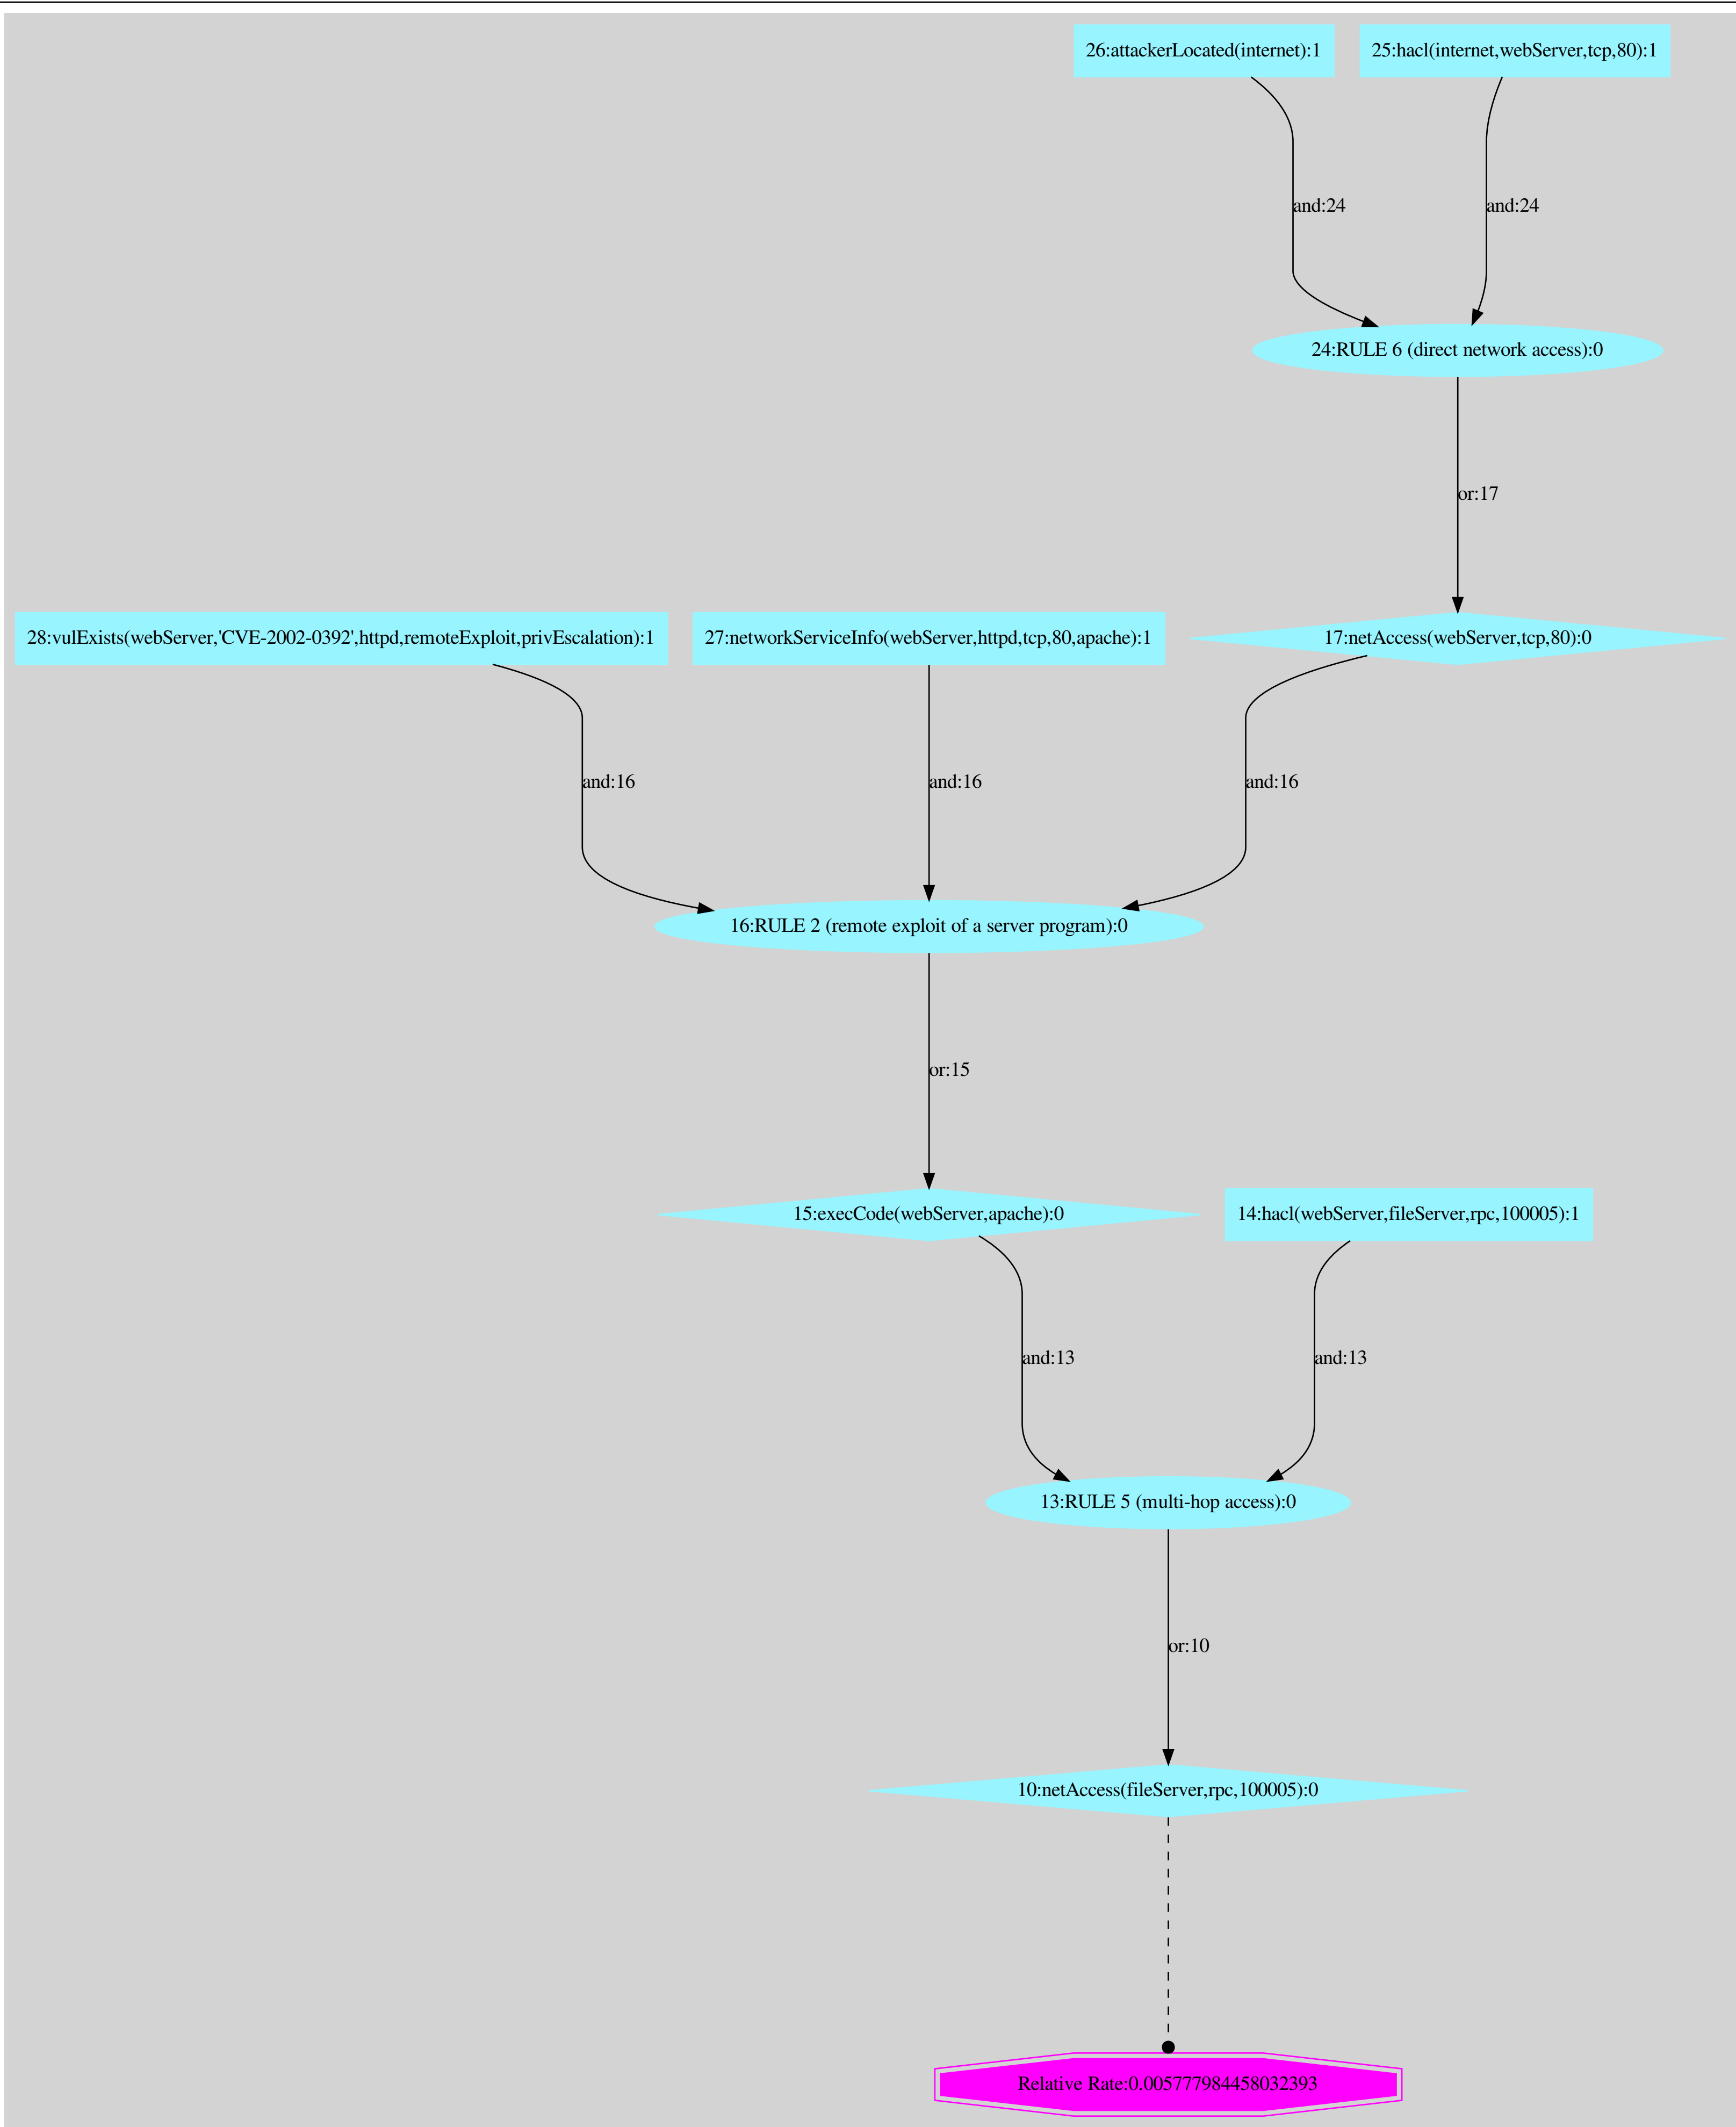 26:attackerLocated(internet):1
25:hacl(internet,webServer,tcp,80):1
and:24
and:24
24:RULE 6 (direct network access):0
or:17
28:vulExists(webServer,'CVE-2002-0392',httpd,remoteExploit,privEscalation):1
27:networkServiceInfo(webServer,httpd,tcp,80,apache):1
17:netAccess(webServer,tcp,80):0
and:16
and:16
and:16
16:RULE 2 (remote exploit of a server program):0
or:15
15:execCode(webServer,apache):0
14:hacl(webServer,fileServer,rpc,100005):1
and:13
and:13
13:RULE 5 (multi-hop access):0
or:10
10:netAccess(fileServer,rpc,100005):0
Relative Rate:0.005777984458032393